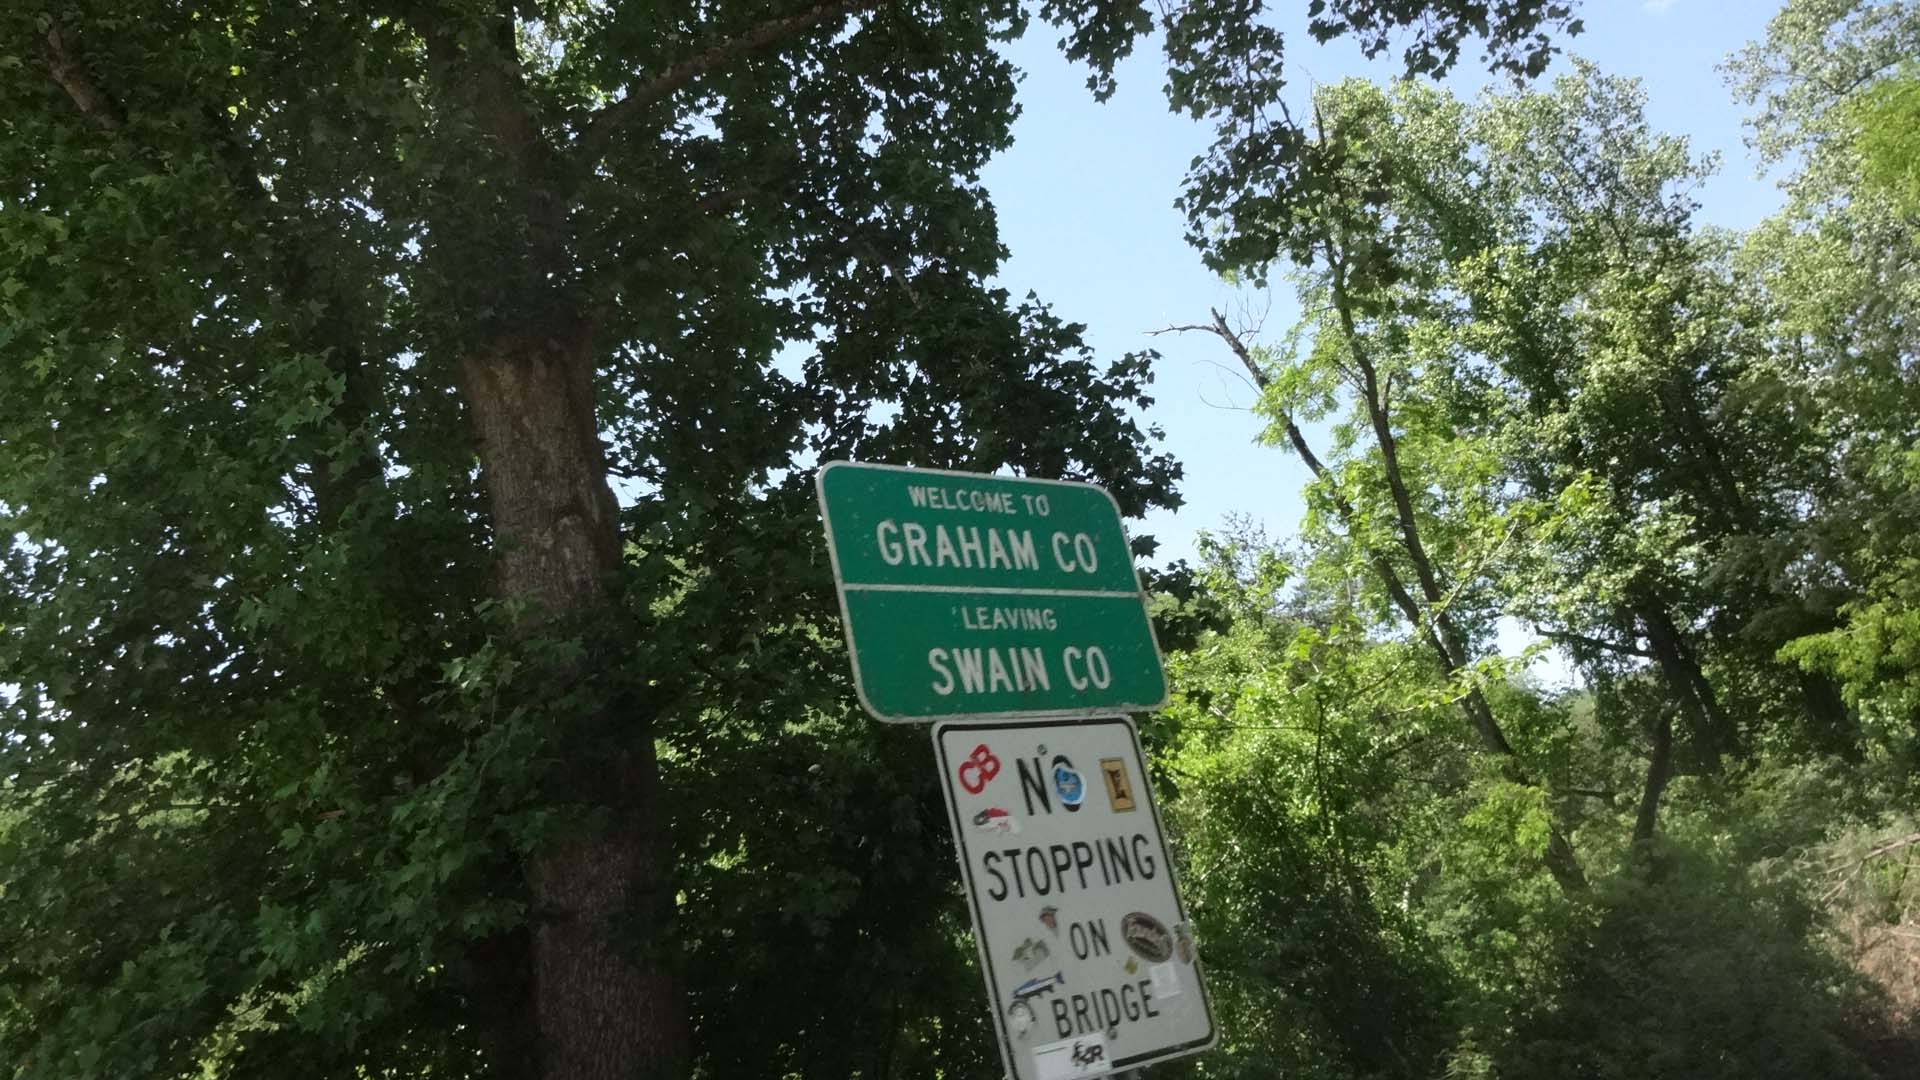 WELCOME TO
GRAHAM CO
LEAVING
SWAIN CO
NO
STOPPING
ON
BRIDGE